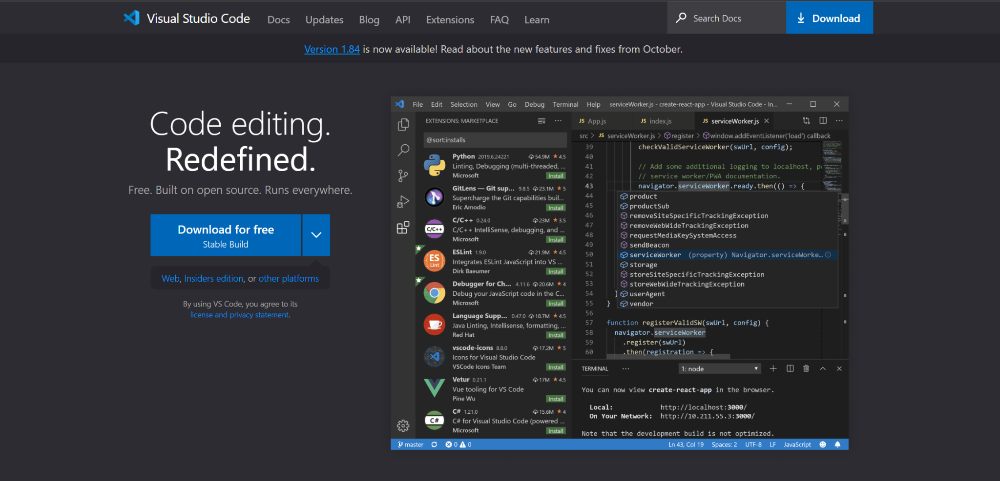 Visual Studio Code Docs Updates Blog API Extensions FAQ Learn Search Docs Download
Version 1.84 is now available! Read about the new features and fixes from October.
Code editing.
Redefined.
Free. Built on open source. Runs everywhere.
Download for free
Stable Build
Web, Insiders edition, or other platforms
By using VS Code, you agree to its
license and privacy statement.
File Edit Selection View Go Debug Terminal Help serviceWorker.js - create-react-app - Visual Studio Code - In...
EXTENSIONS: MARKETPLACE
@sort:installs
Python 2019.6.24221 54.9M ★ 4.5
Linting, Debugging (multi-threaded, ...
Microsoft Install
GitLens — Git sup... 9.8.5 23.1M ★ 5
Supercharge the Git capabilities buil...
Eric Amodio Install
C/C++
C/C++ 0.24.0 23M ★ 3.5
C/C++ IntelliSense, debugging, and ...
Microsoft Install
ES
Lint
ESLint 1.9.0 21.9M ★ 4.5
Integrates ESLint JavaScript into VS ...
Dirk Baeumer Install
Debugger for Ch... 4.11.6 20.6M ★ 4
Debug your JavaScript code in the C...
Microsoft Install
Language Supp... 0.47.0 18.7M ★ 4.5
Java Linting, Intellisense, formatting, ...
Red Hat Install
vscode-icons 8.8.0 17.2M ★ 5
Icons for Visual Studio Code
VSCode Icons Team Install
Vetur 0.21.1 17M ★ 4.5
Vue tooling for VS Code
Pine Wu Install
C#
C# 1.21.0 15.6M ★ 4
C# for Visual Studio Code (powered ...
Microsoft Install
JS App.js JS index.js JS serviceWorker.js
src > JS serviceWorker.js > register > window.addEventListener('load') callback
39 checkValidServiceWorker(swUrl, config);
40
41 // Add some additional logging to localhost, po
42 // service worker/PWA documentation.
43 navigator.serviceWorker.ready.then(() => {
44 product
45 productSub
46 removeSiteSpecificTrackingException
47 removeWebWideTrackingException
48 requestMediaKeySystemAccess
49 sendBeacon
50 serviceWorker (property) Navigator.serviceWorke...
51 storage
52 storeSiteSpecificTrackingException
53 storeWebWideTrackingException
54 } userAgent
55 } vendor
56
57 function registerValidSW(swUrl, config) {
58 navigator.serviceWorker
59 .register(swUrl)
60 .then(registration => {
TERMINAL ... 1: node
You can now view create-react-app in the browser.
Local: http://localhost:3000/
On Your Network: http://10.211.55.3:3000/
Note that the development build is not optimized.
master 0 0 Ln 43, Col 19 Spaces: 2 UTF-8 LF JavaScript